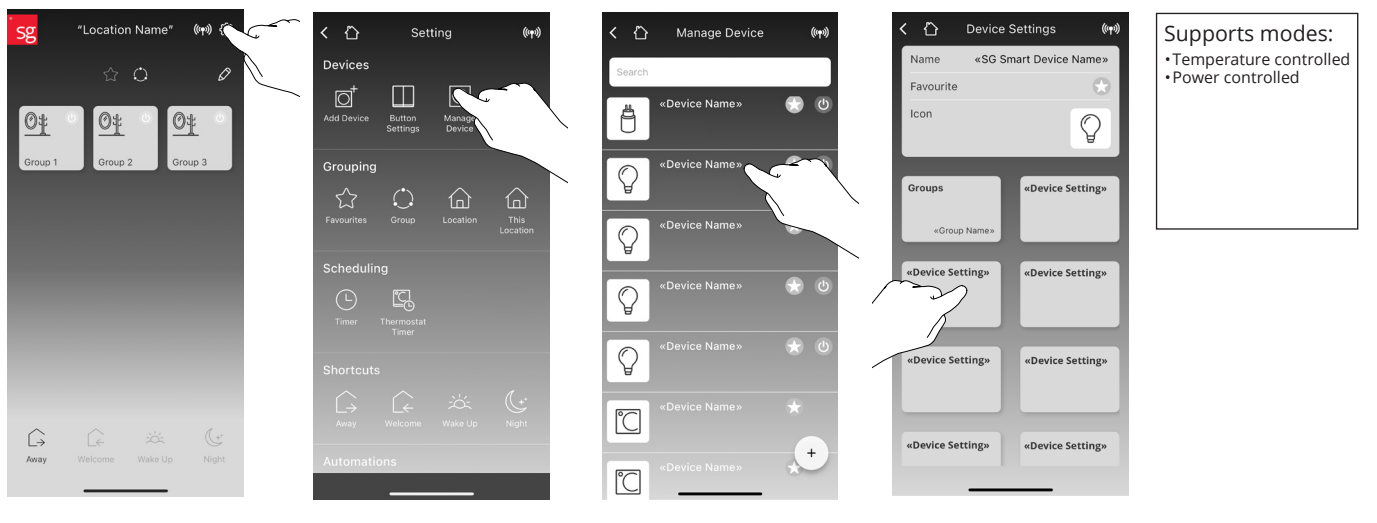 sg
"Location Name"
Group 1
Group 2
Group 3
Away
Welcome
Wake Up
Night
Setting
Devices
Add Device
Button
Settings
Manage
Device
Grouping
Favourites
Group
Location
This
Location
Scheduling
Timer
Thermostat
Timer
Shortcuts
Away
Welcome
Wake Up
Night
Automations
Manage Device
Search
«Device Name»
«Device Name»
«Device Name»
«Device Name»
«Device Name»
«Device Name»
«Device Name»
Device Settings
Name «SG Smart Device Name»
Favourite
Icon
Groups
«Group Name»
«Device Setting»
«Device Setting»
«Device Setting»
«Device Setting»
«Device Setting»
«Device Setting»
«Device Setting»
Supports modes:
•Temperature controlled
•Power controlled